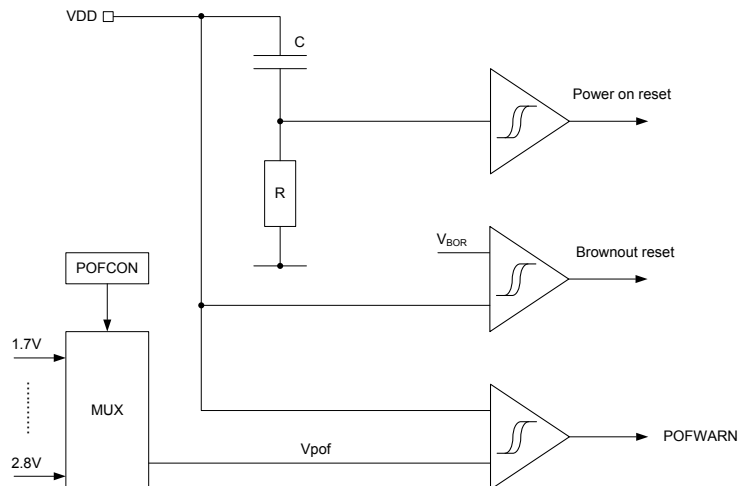 VDD
C
Power on reset
R
VBOR
Brownout reset
POFCON
1.7V
MUX
Vpof
POFWARN
2.8V